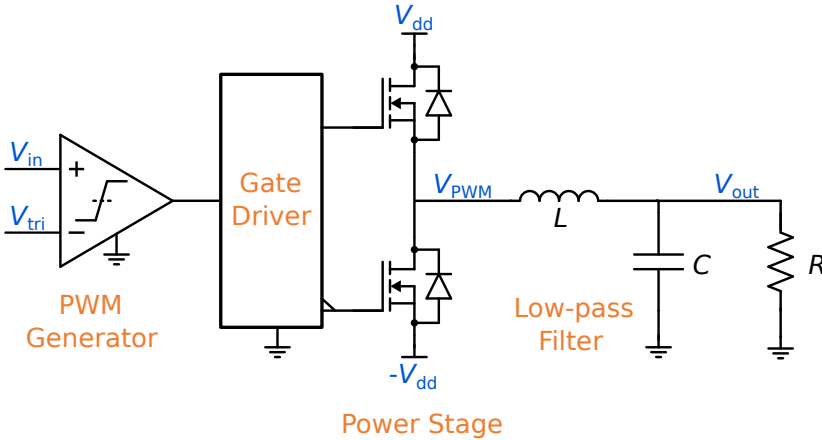 Vdd
Vin
+
Vtri
−
Gate
Driver
VPWM
Vout
L
C
R
PWM
Generator
Low-pass
Filter
-Vdd
Power Stage